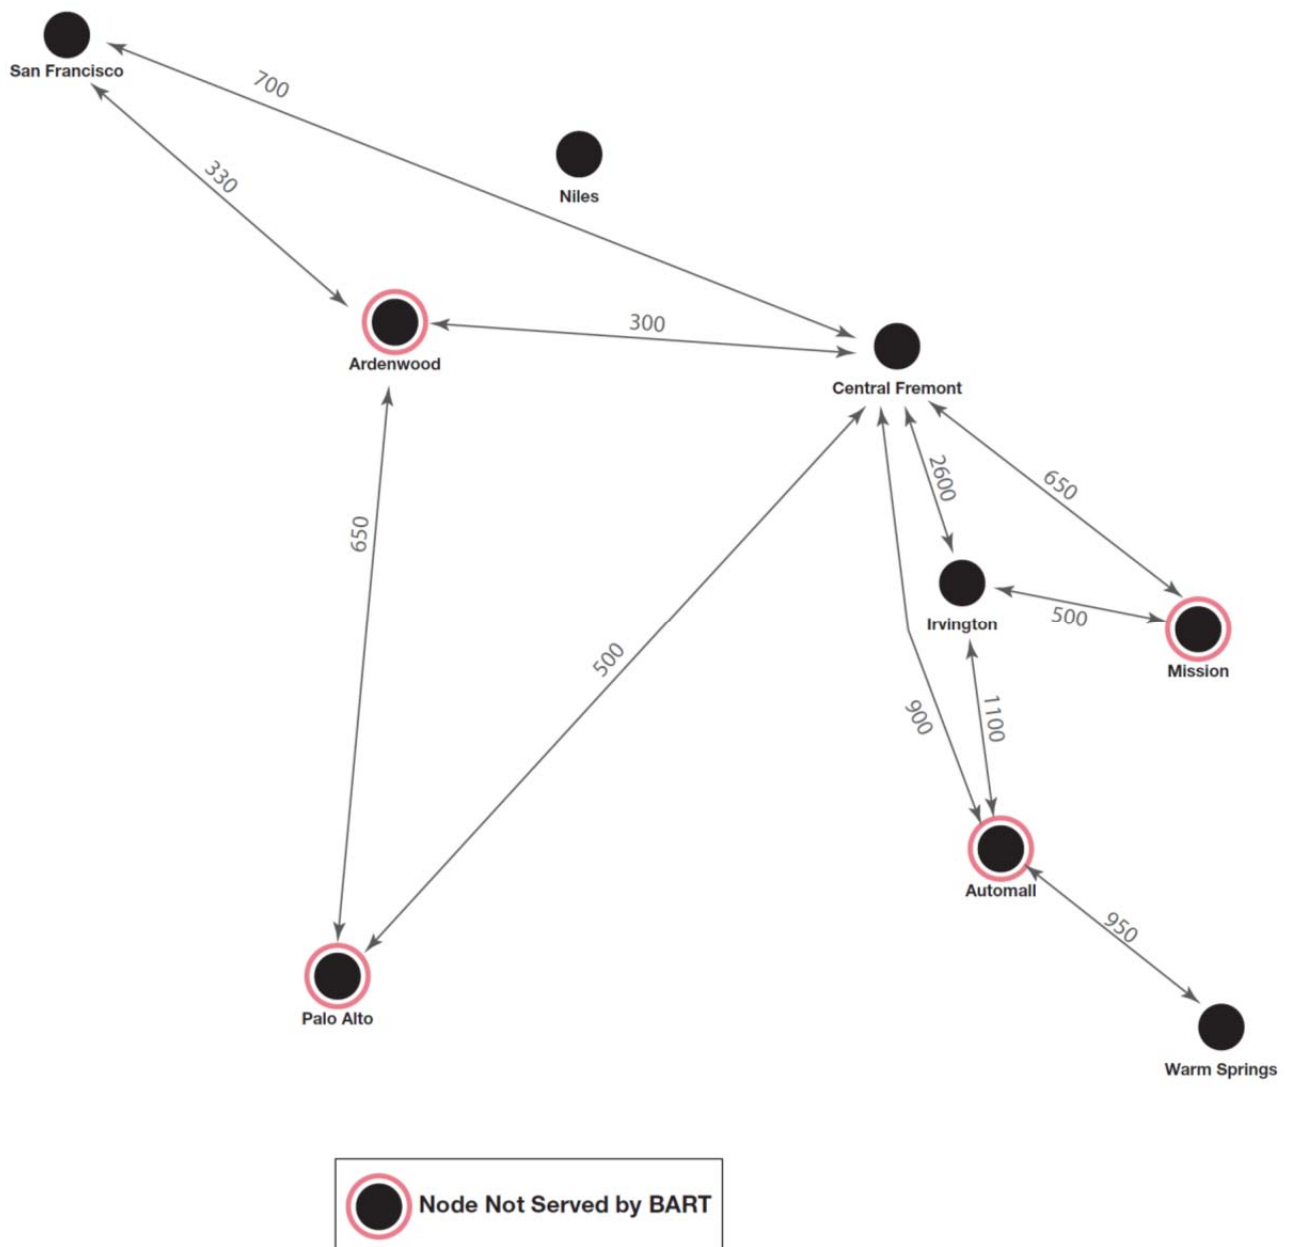 San Francisco
700
330
Niles
300
Ardenwood
Central Fremont
2600
650
650
Irvington
500
Mission
500
900
1100
Automall
950
Palo Alto
Warm Springs
Node Not Served by BART